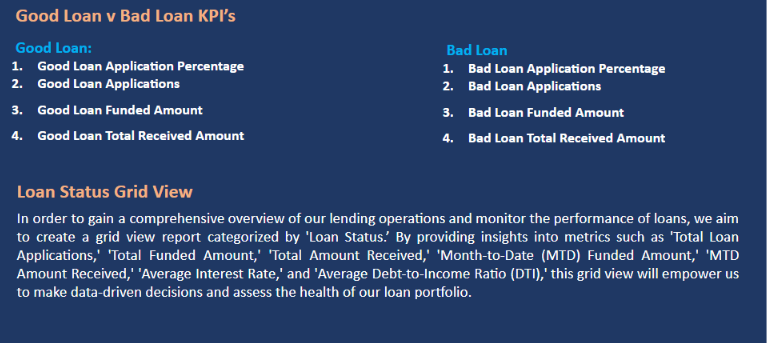 Good Loan v Bad Loan KPI’s
Good Loan:
1. Good Loan Application Percentage
2. Good Loan Applications
3. Good Loan Funded Amount
4. Good Loan Total Received Amount
Bad Loan
1. Bad Loan Application Percentage
2. Bad Loan Applications
3. Bad Loan Funded Amount
4. Bad Loan Total Received Amount
Loan Status Grid View
In order to gain a comprehensive overview of our lending operations and monitor the performance of loans, we aim
to create a grid view report categorized by 'Loan Status.’ By providing insights into metrics such as 'Total Loan
Applications,' 'Total Funded Amount,' 'Total Amount Received,' 'Month-to-Date (MTD) Funded Amount,' 'MTD
Amount Received,' 'Average Interest Rate,' and 'Average Debt-to-Income Ratio (DTI),' this grid view will empower us
to make data-driven decisions and assess the health of our loan portfolio.